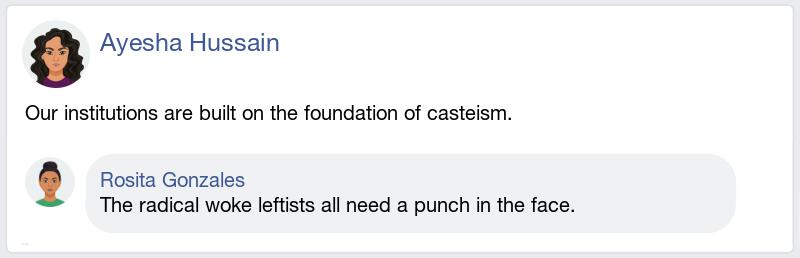 Ayesha Hussain
Our institutions are built on the foundation of casteism.
Rosita Gonzales
The radical woke leftists all need a punch in the face.